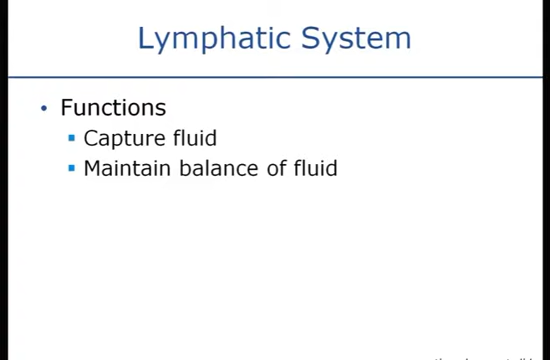 Lymphatic System
• Functions
▪ Capture fluid
▪ Maintain balance of fluid